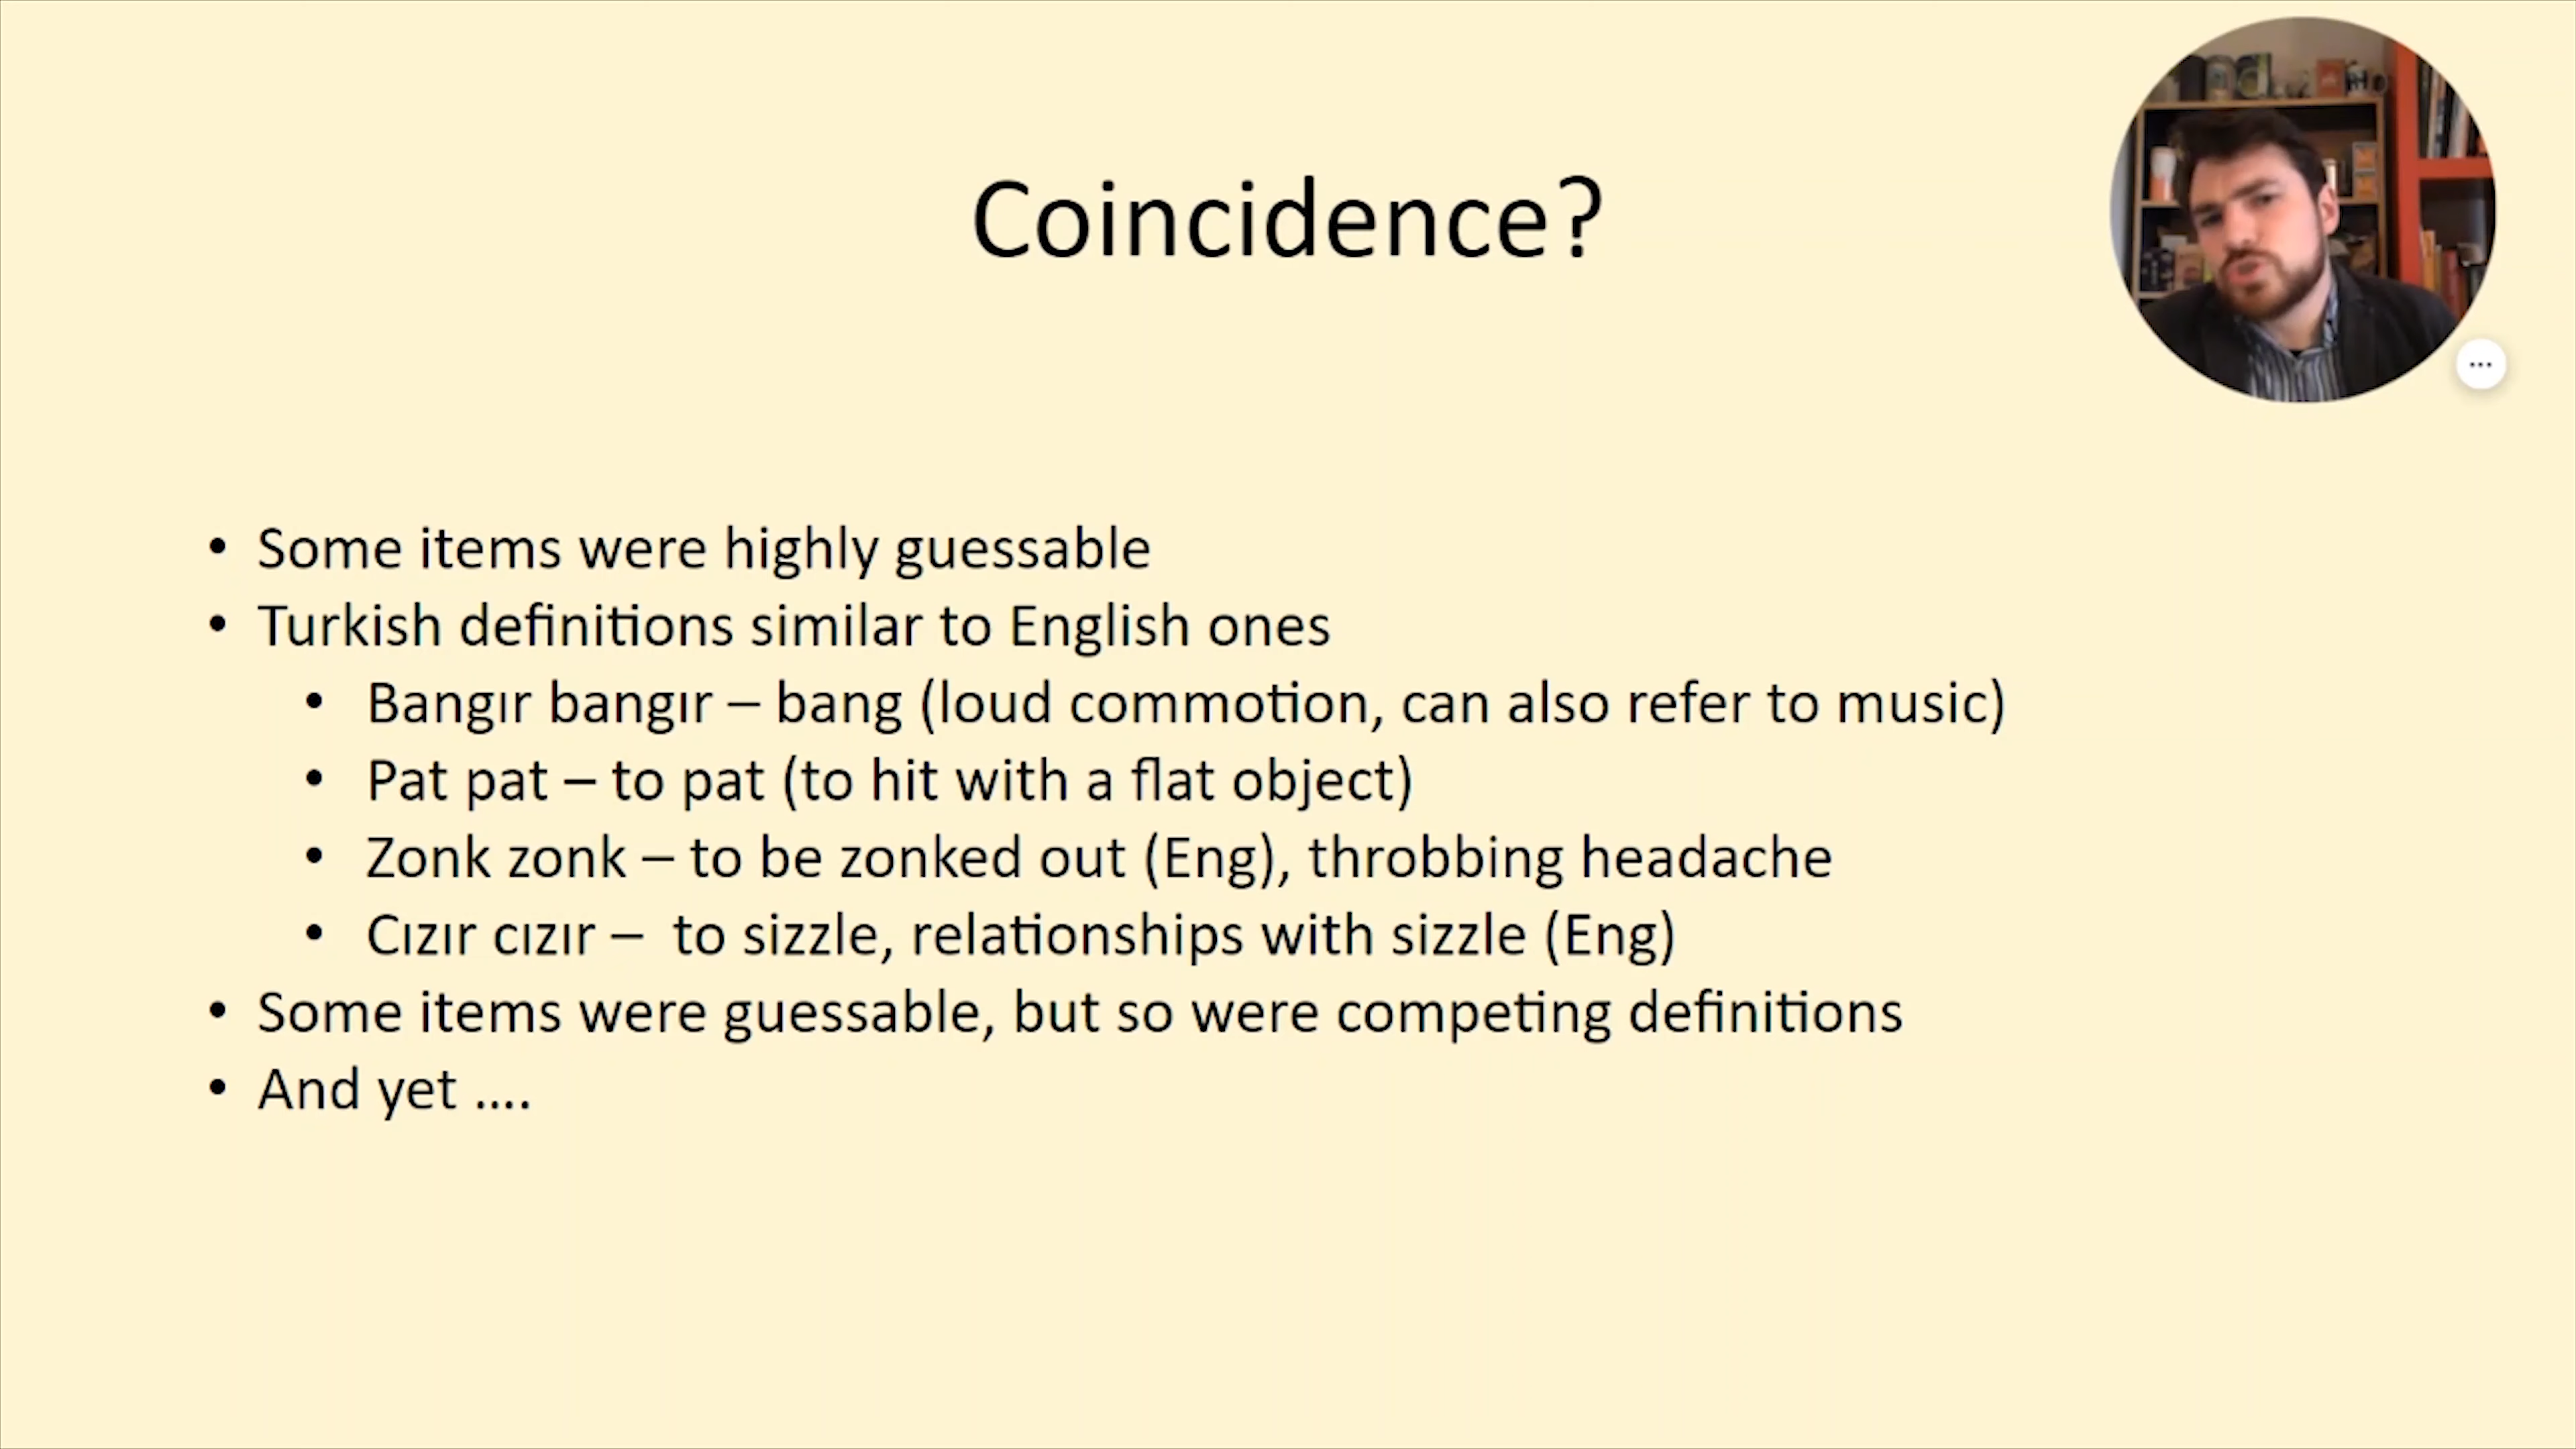 Coincidence?
• Some items were highly guessable
• Turkish definitions similar to English ones
• Bangır bangır – bang (loud commotion, can also refer to music)
• Pat pat – to pat (to hit with a flat object)
• Zonk zonk – to be zonked out (Eng), throbbing headache
• Cızır cızır – to sizzle, relationships with sizzle (Eng)
• Some items were guessable, but so were competing definitions
• And yet ....